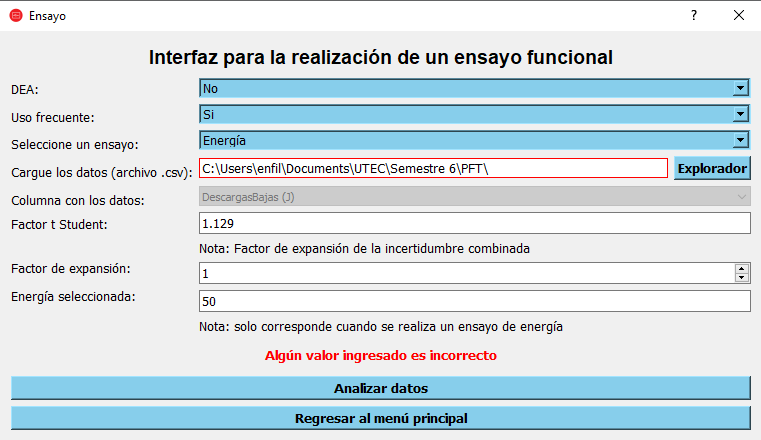 Ensayo
Interfaz para la realización de un ensayo funcional
DEA: No
Uso frecuente: Si
Seleccione un ensayo: Energía
Cargue los datos (archivo .csv): C:\Users\enfil\Documents\UTEC\Semestre 6\PFT\ Explorador
Columna con los datos: DescargasBajas (J)
Factor t Student: 1.129
Nota: Factor de expansión de la incertidumbre combinada
Factor de expansión: 1
Energía seleccionada: 50
Nota: solo corresponde cuando se realiza un ensayo de energía
Algún valor ingresado es incorrecto
Analizar datos
Regresar al menú principal